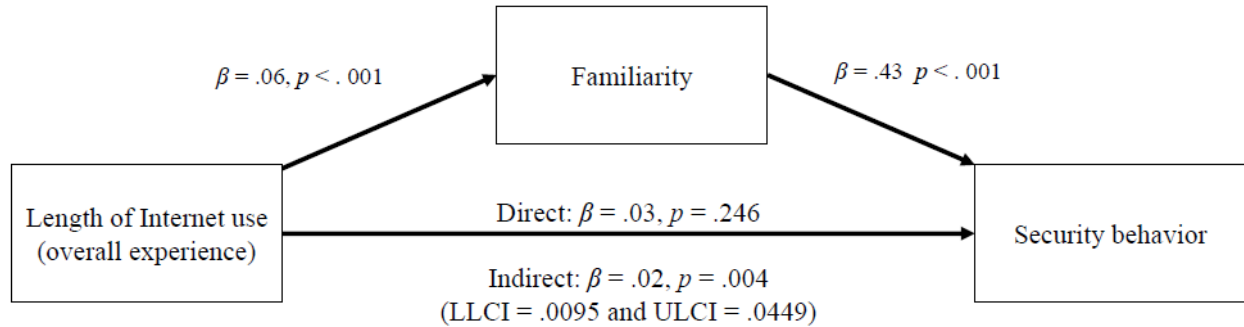 Familiarity
β = .06, p < . 001
β = .43  p < .001
Length of Internet use
(overall experience)
Direct: β = .03, p = .246
Security behavior
Indirect: β = .02, p = .004
(LLCI = .0095 and ULCI = .0449)